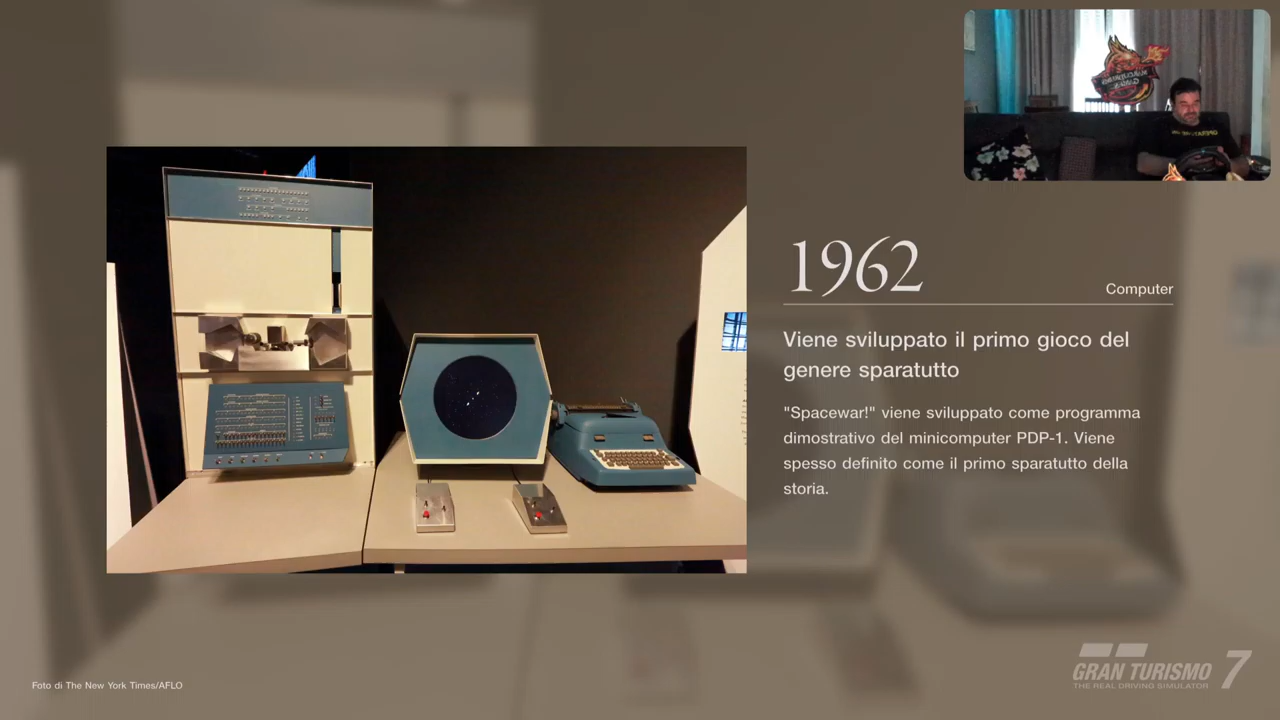 1962
Computer
Viene sviluppato il primo gioco del
genere sparatutto
"Spacewar!" viene sviluppato come programma
dimostrativo del minicomputer PDP-1. Viene
spesso definito come il primo sparatutto della
storia.
Foto di The New York Times/AFLO
GRAN TURISMO 7
THE REAL DRIVING SIMULATOR